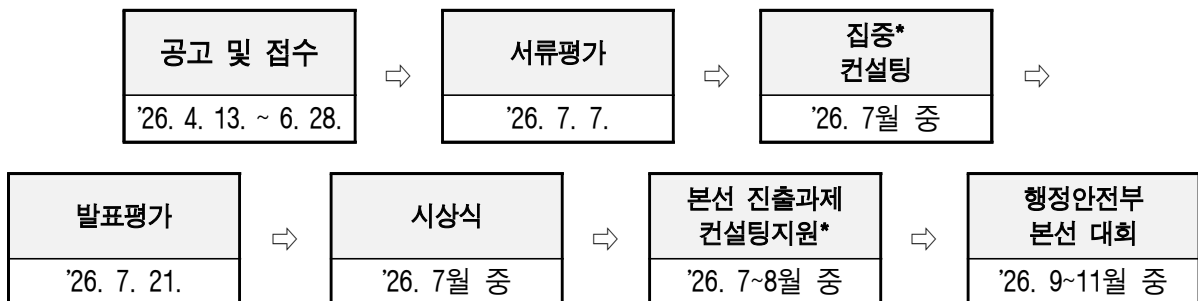 공고 및 접수
'26. 4. 13. ~ 6. 28.
⇨
서류평가
'26. 7. 7.
⇨
집중*
컨설팅
'26. 7월 중
⇨
발표평가
'26. 7. 21.
⇨
시상식
'26. 7월 중
⇨
본선 진출과제
컨설팅지원*
'26. 7~8월 중
⇨
행정안전부
본선 대회
'26. 9~11월 중